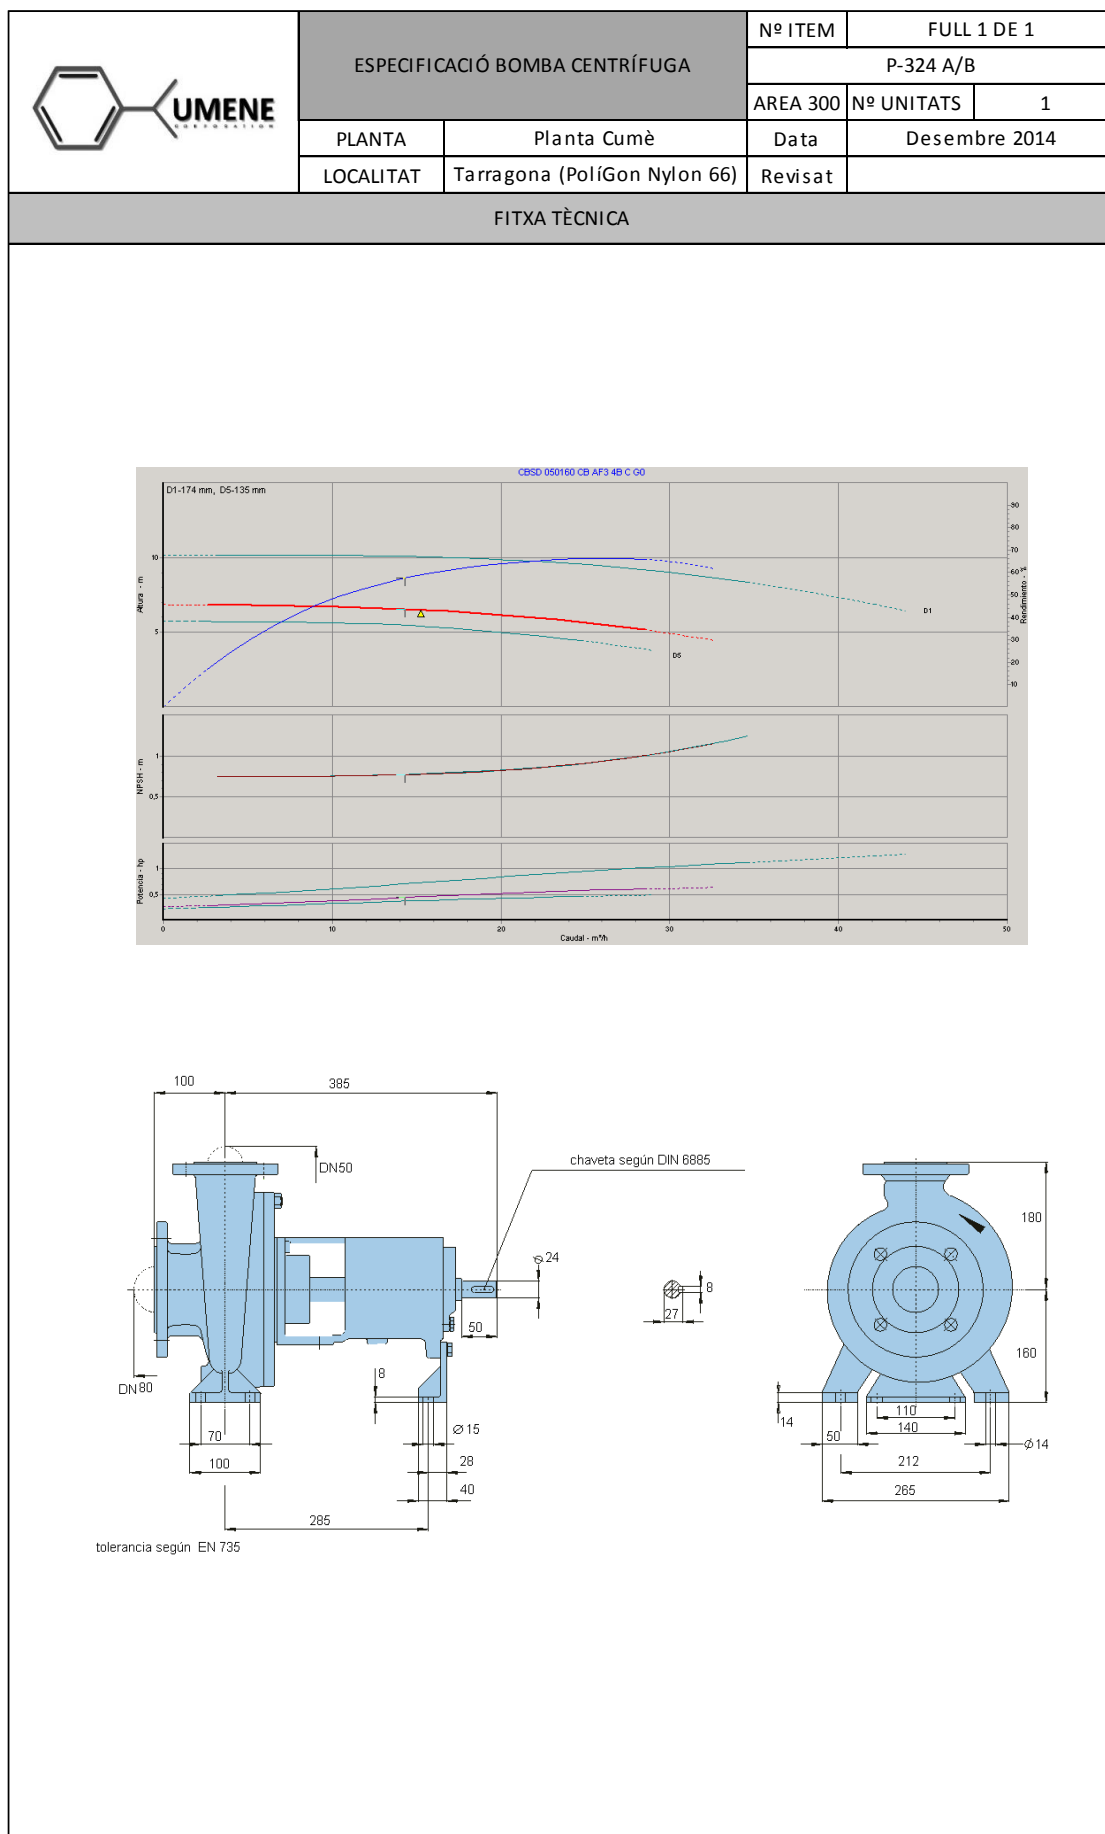 UMENE
CORPORATION
ESPECIFICACIÓ BOMBA CENTRÍFUGA
Nº ITEM
FULL 1 DE 1
P-324 A/B
AREA 300
Nº UNITATS
1
PLANTA
Planta Cumè
Data
Desembre 2014
LOCALITAT
Tarragona (PolíGon Nylon 66)
Revisat
FITXA TÈCNICA
CBSD 050160 CB AF3 4B C G0
D1-174 mm, D5-135 mm
Altura - m
10
5
90
80
70
60
50
40
30
20
10
Rendimiento - %
D1
D5
NPSH - m
1
0,5
Potencia - hp
1
0,5
0
10
20
30
40
50
Caudal - m³/h
100
385
DN50
chaveta según DIN 6885
180
⌀24
8
27
50
160
DN80
8
14
110
140
50
⌀14
70
⌀15
100
28
212
40
265
285
tolerancia según EN 735